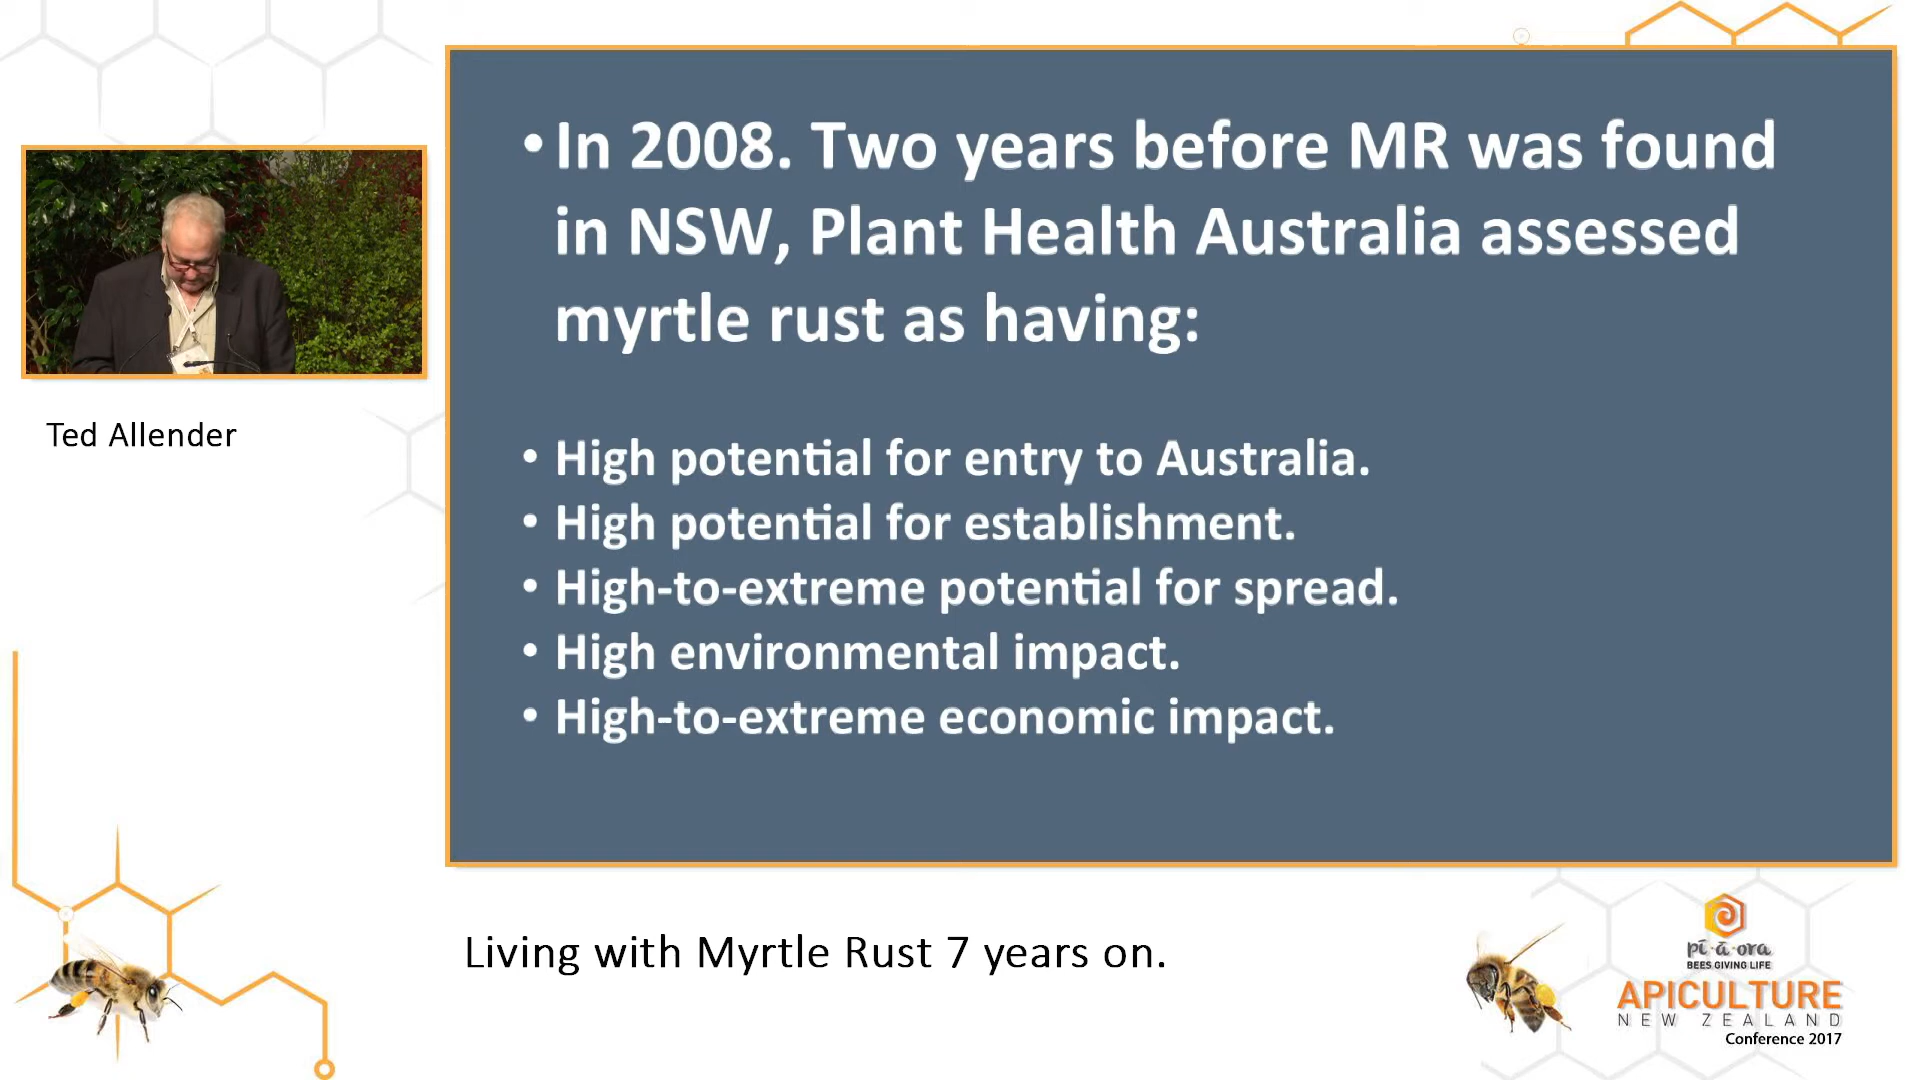 • In 2008. Two years before MR was found
in NSW, Plant Health Australia assessed
myrtle rust as having:
• High potential for entry to Australia.
• High potential for establishment.
• High-to-extreme potential for spread.
• High environmental impact.
• High-to-extreme economic impact.
Ted Allender
Living with Myrtle Rust 7 years on.
pī-ā-ora
BEES GIVING LIFE
APICULTURE
NEW ZEALAND
Conference 2017